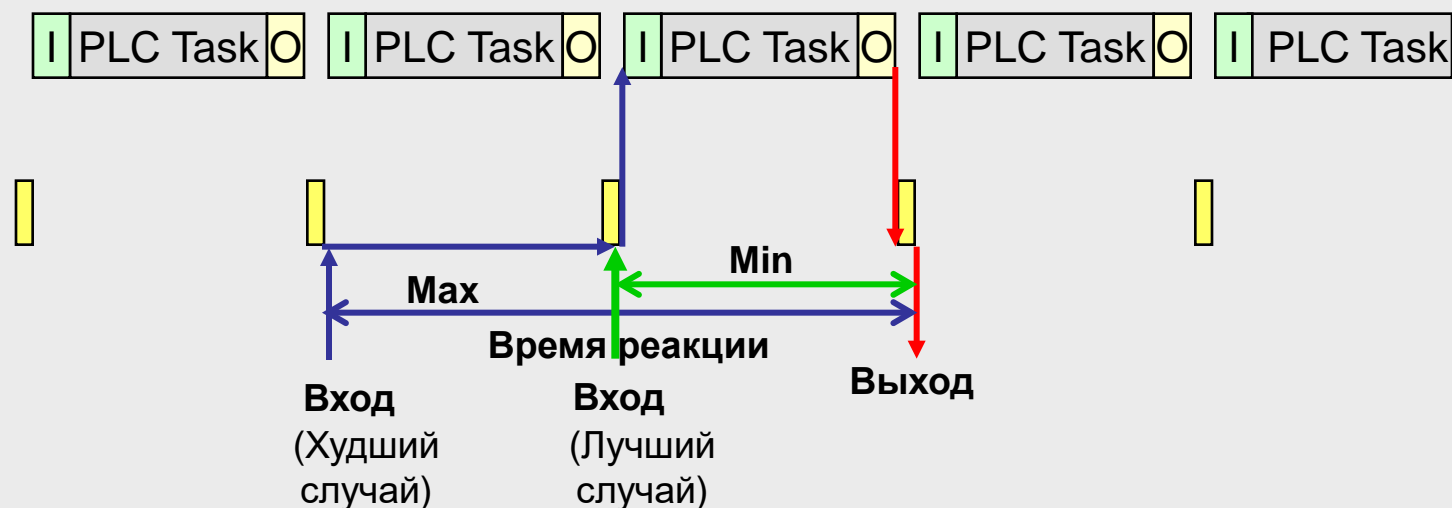 I PLC Task O I PLC Task O I PLC Task O I PLC Task O I PLC Task
Min
Max
Время реакции
Выход
Вход Вход
(Худший (Лучший
случай) случай)